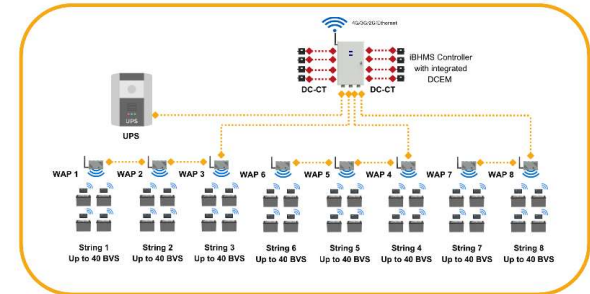 4G/3G/2G/Ethernet
iBHMS Controller
with integrated
DCEM
DC-CT
DC-CT
UPS
UPS
WAP 1
WAP 2
WAP 3
WAP 6
WAP 5
WAP 4
WAP 7
WAP 8
String 1
Up to 40 BVS
String 2
Up to 40 BVS
String 3
Up to 40 BVS
String 6
Up to 40 BVS
String 5
Up to 40 BVS
String 4
Up to 40 BVS
String 7
Up to 40 BVS
String 8
Up to 40 BVS